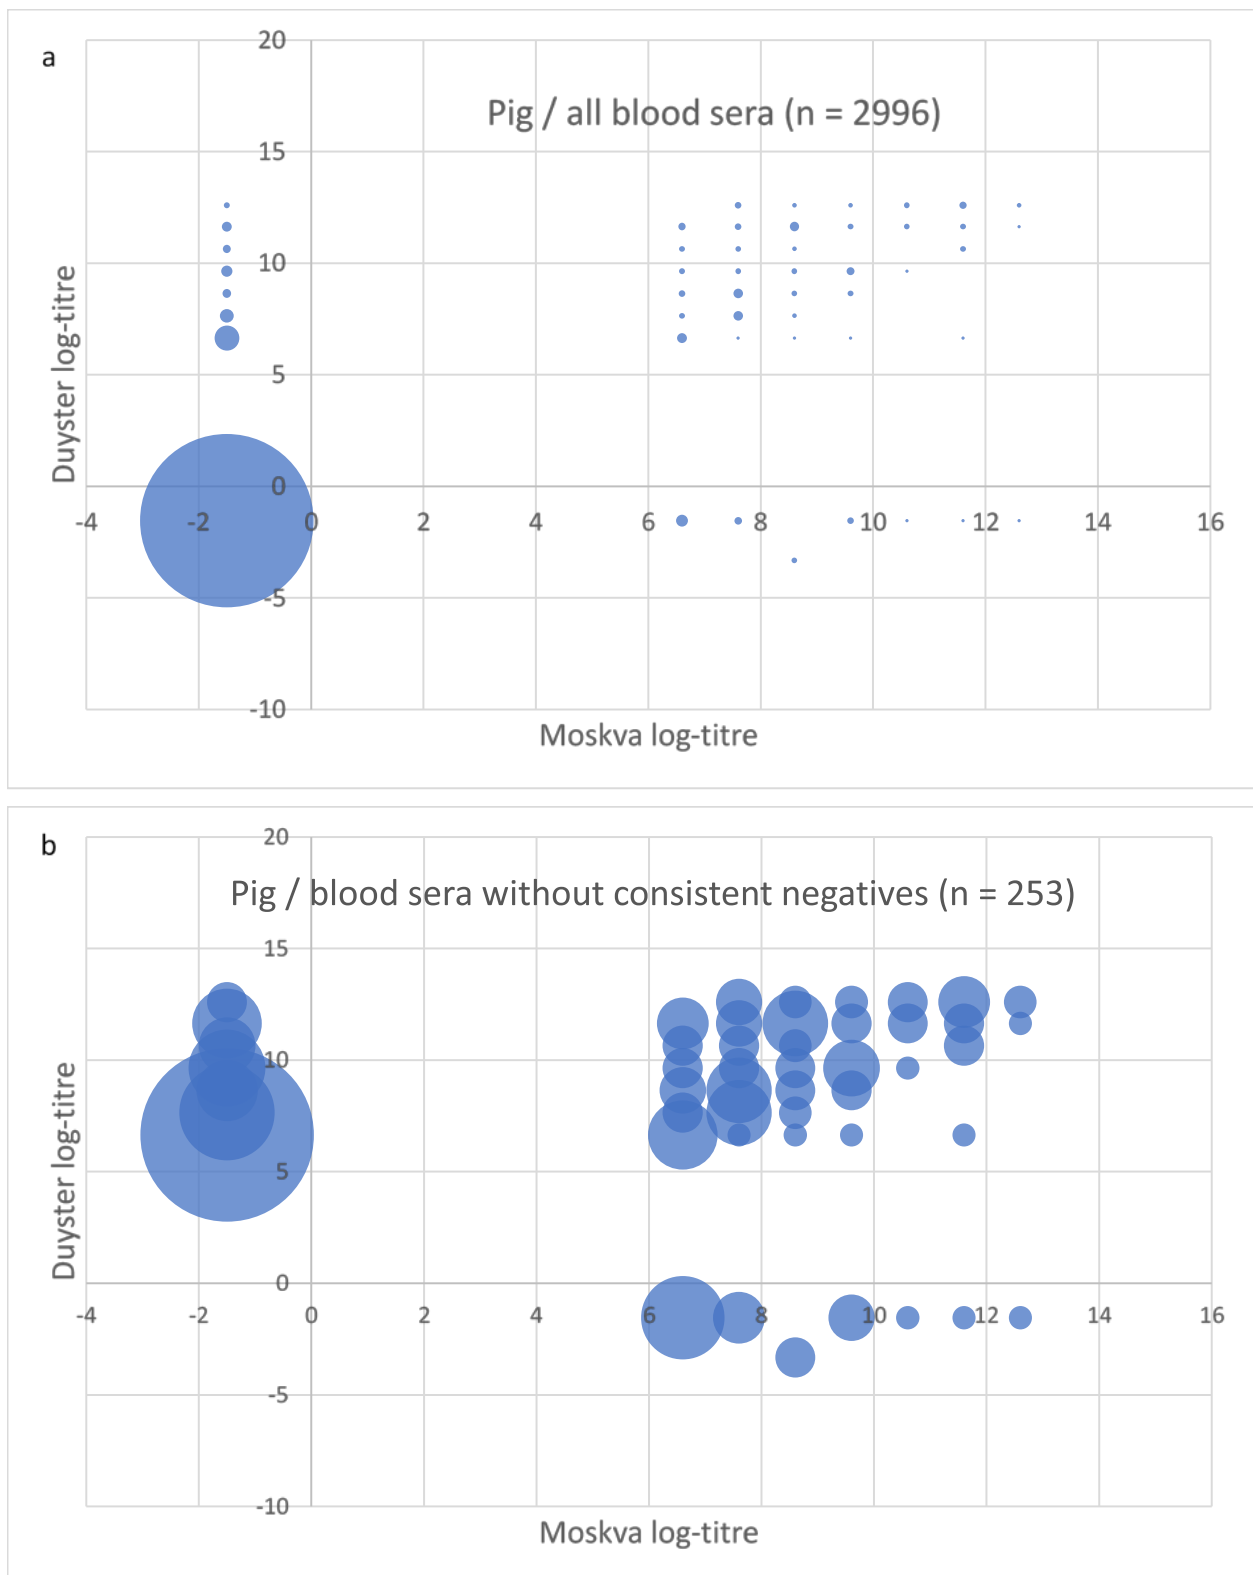 a
20
Pig / all blood sera (n = 2996)
15
10
5
0
-4 -2 0 2 4 6 8 10 12 14 16
-5
-10
Duyster log-titre
Moskva log-titre
b
20
Pig / blood sera without consistent negatives (n = 253)
15
10
5
0
-4 -2 0 2 4 6 8 10 12 14 16
-5
-10
Duyster log-titre
Moskva log-titre